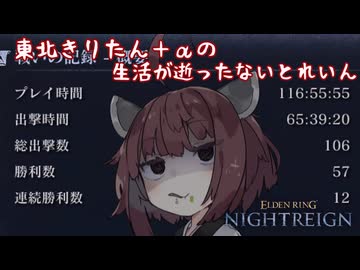 東北きりたん+αの
生活が逝ったないとれいん
プレイ時間 116:55:55
出撃時間 65:39:20
総出撃数 106
勝利数 57
連続勝利数 12
ELDEN RING
NIGHTREIGN